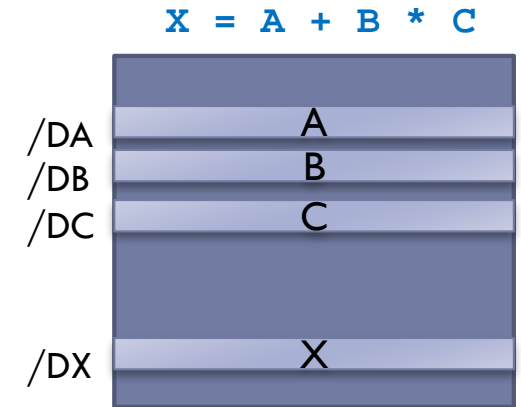 X = A + B * C
/DA A
/DB B
/DC C
/DX X